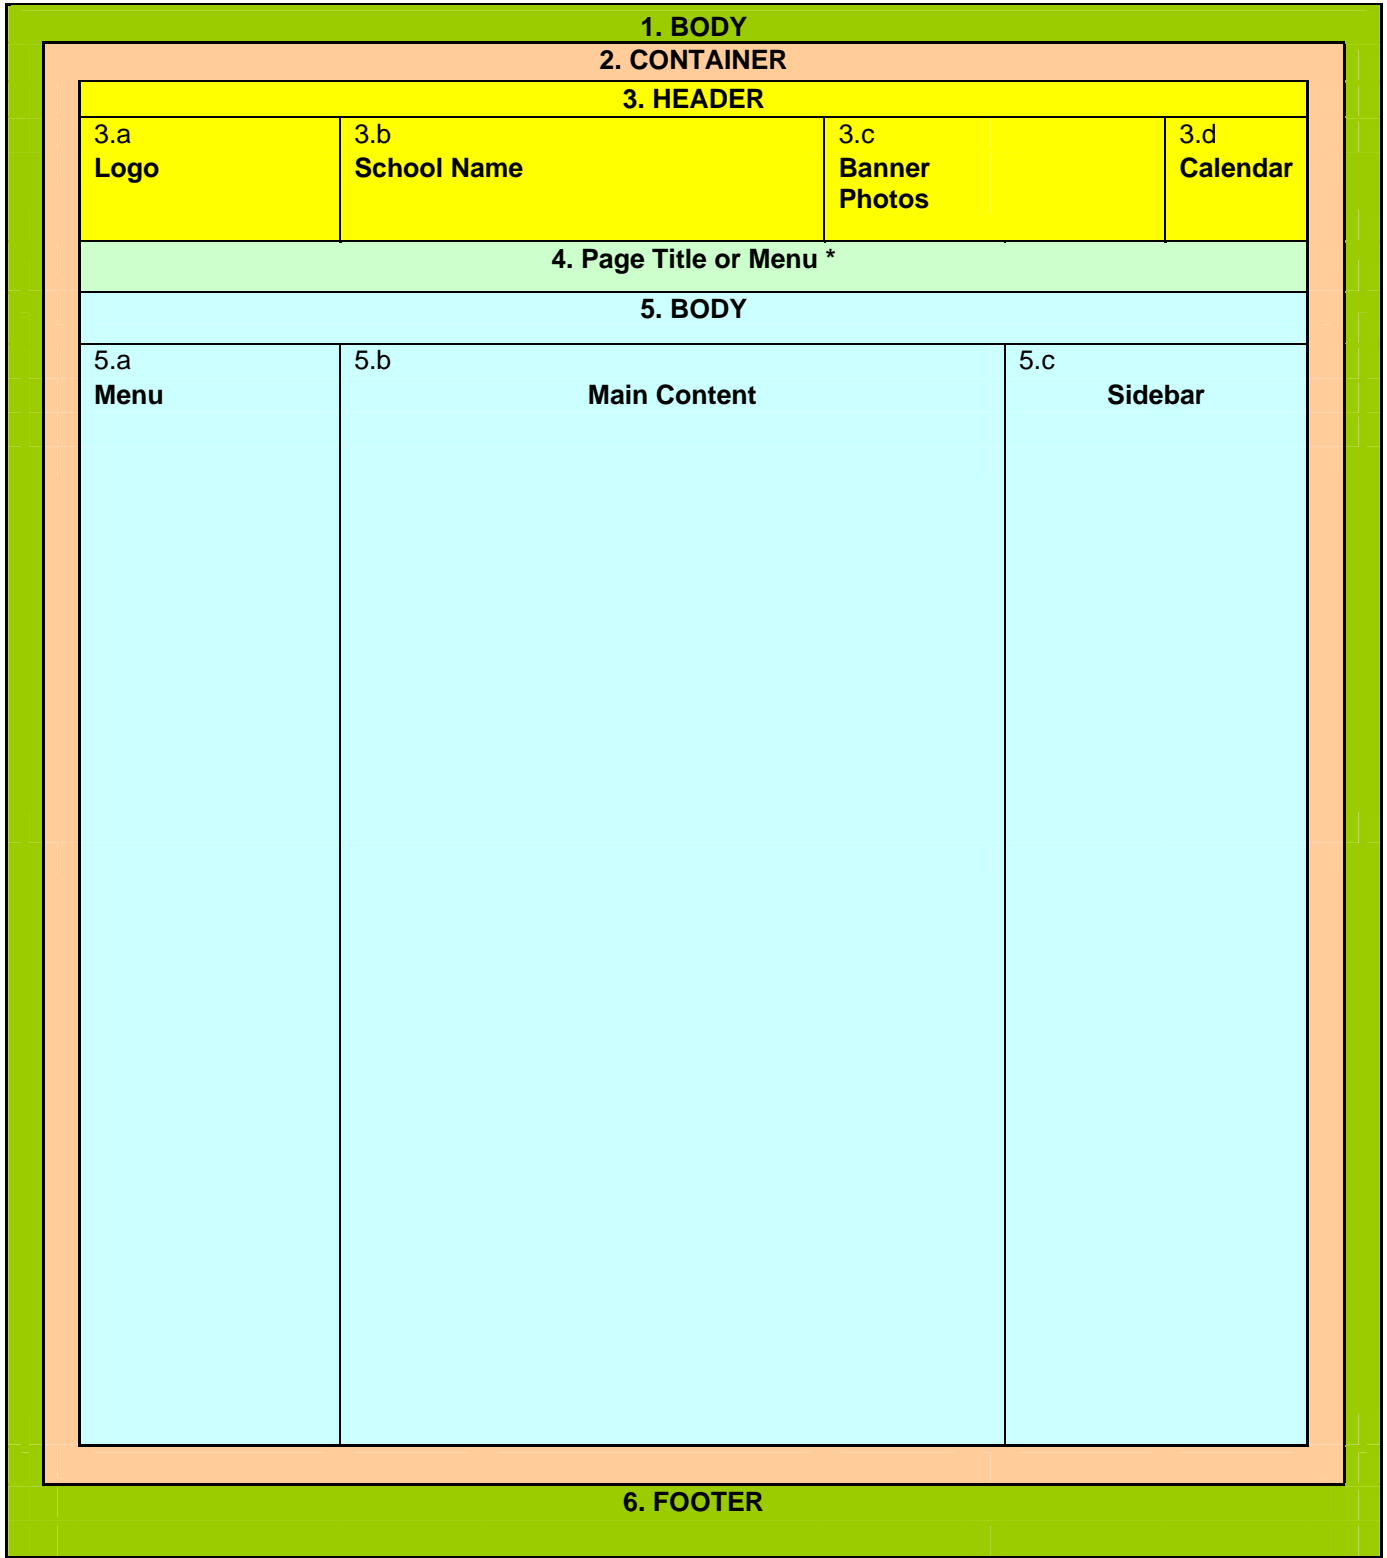 1. BODY
2. CONTAINER
3. HEADER
3.a
Logo
3.b
School Name
3.c
Banner
Photos
3.d
Calendar
4. Page Title or Menu *
5. BODY
5.a
Menu
5.b
Main Content
5.c
Sidebar
6. FOOTER